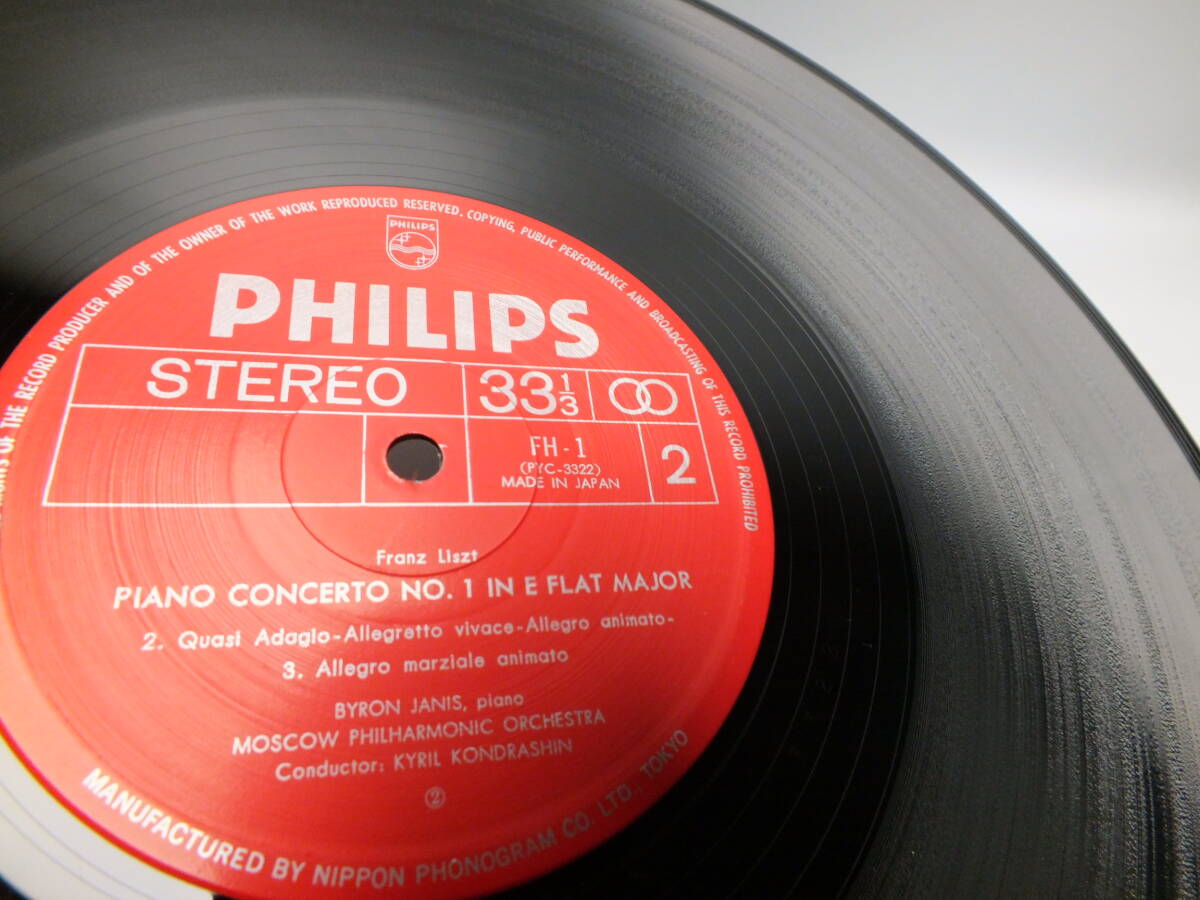 RIGHTS OF THE RECORD PRODUCER AND OF THE OWNER OF THE WORK REPRODUCED RESERVED. COPYING, PUBLIC PERFORMANCE AND BROADCASTING OF THIS RECORD PROHIBITED
PHILIPS
PHILIPS
STEREO
33 1/3
FH-1
(PYC-3322)
MADE IN JAPAN
2
Franz Liszt
PIANO CONCERTO NO. 1 IN E FLAT MAJOR
2. Quasi Adagio-Allegretto vivace-Allegro animato-
3. Allegro marziale animato
BYRON JANIS, piano
MOSCOW PHILHARMONIC ORCHESTRA
Conductor: KYRIL KONDRASHIN
②
MANUFACTURED BY NIPPON PHONOGRAM CO. LTD., TOKYO